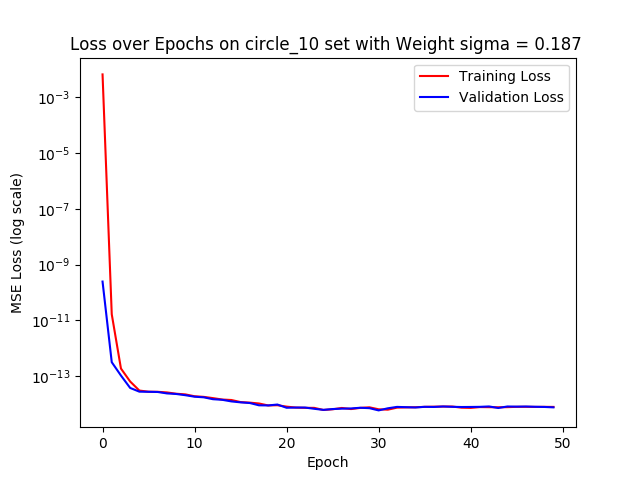 Loss over Epochs on circle_10 set with Weight sigma = 0.187
Training Loss
Validation Loss
MSE Loss (log scale)
10⁻³
10⁻⁵
10⁻⁷
10⁻⁹
10⁻¹¹
10⁻¹³
0 10 20 30 40 50
Epoch